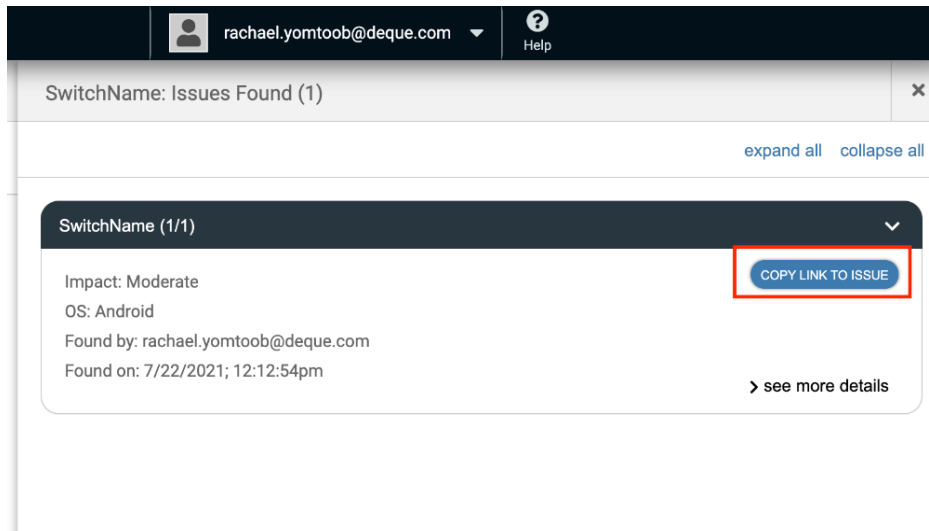 rachael.yomtoob@deque.com
Help
SwitchName: Issues Found (1)
expand all collapse all
SwitchName (1/1)
COPY LINK TO ISSUE
Impact: Moderate
OS: Android
Found by: rachael.yomtoob@deque.com
Found on: 7/22/2021; 12:12:54pm
see more details